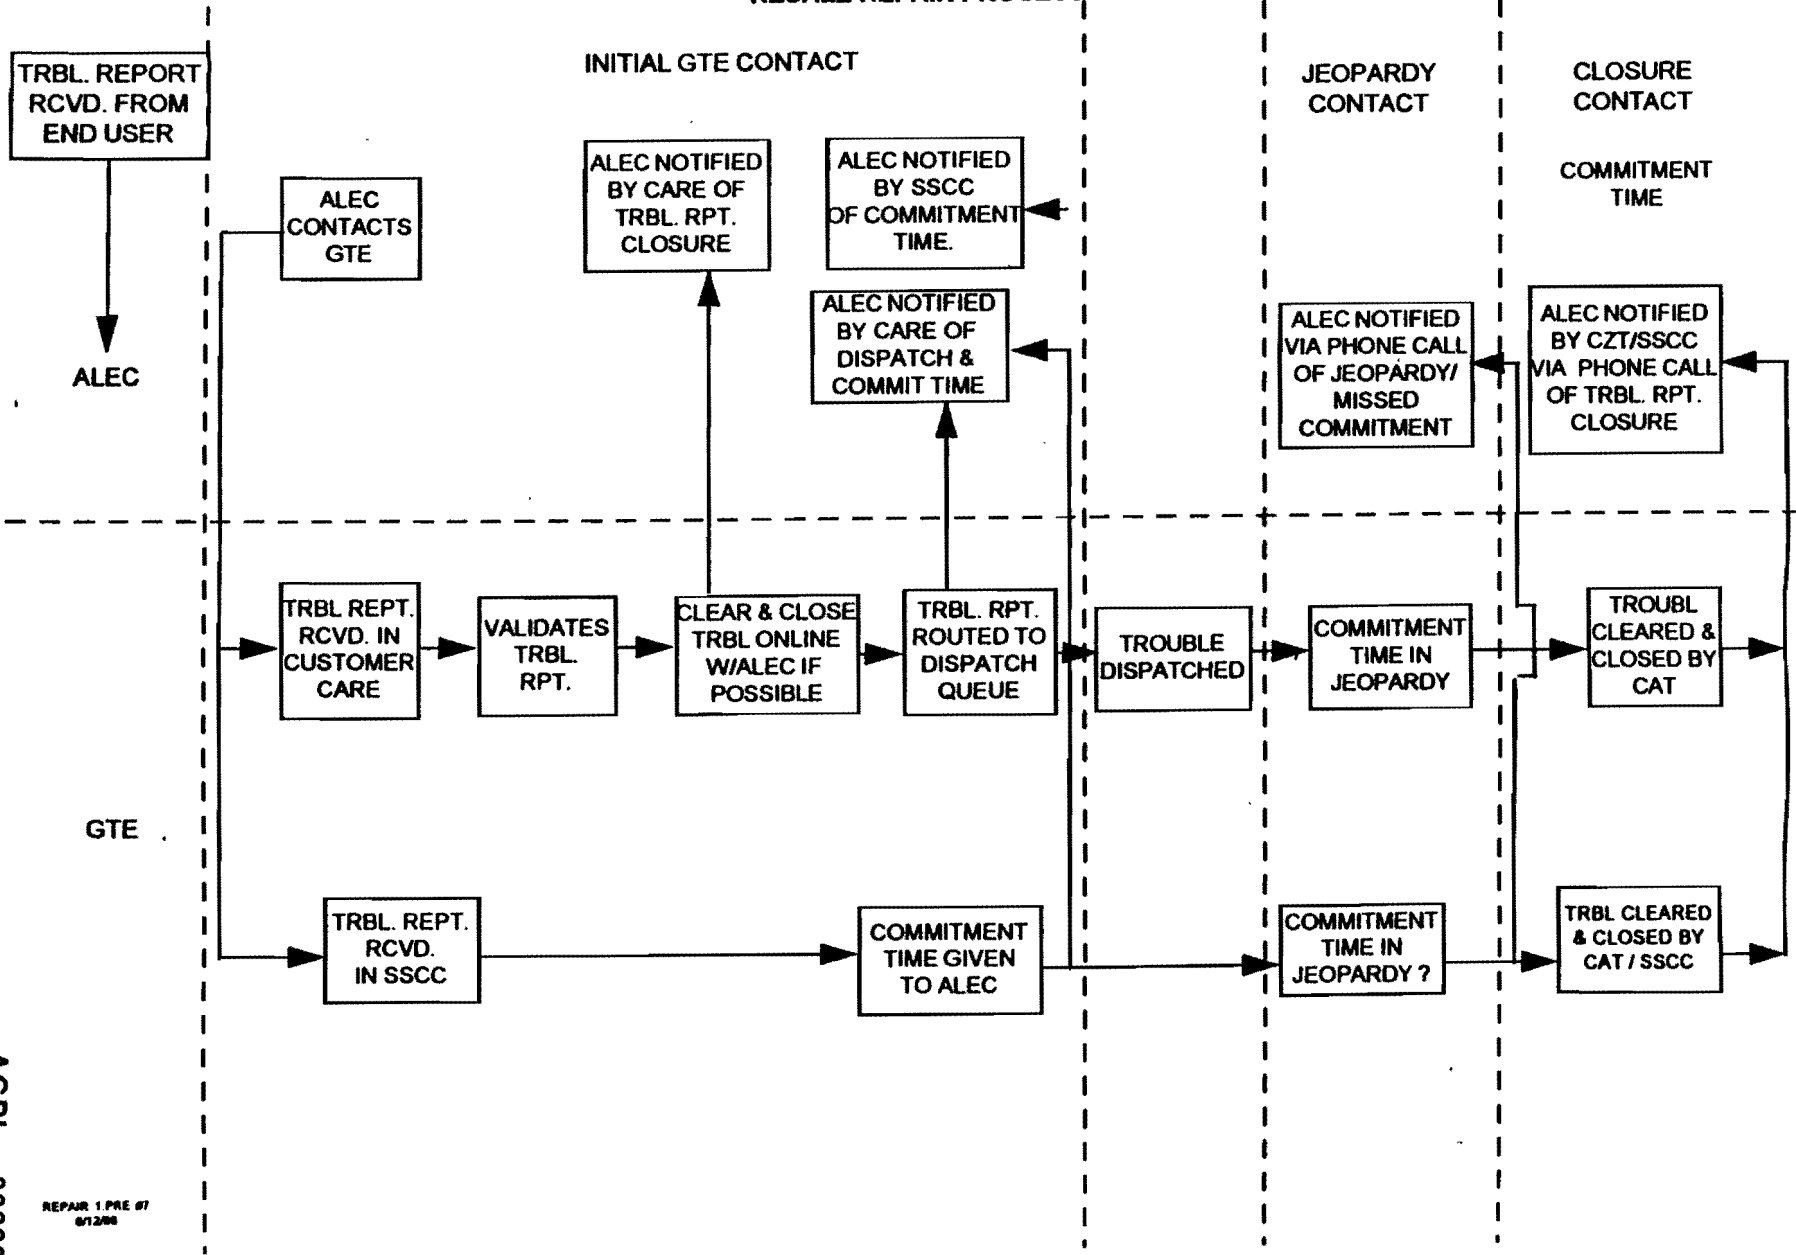 INITIAL GTE CONTACT
JEOPARDY
CONTACT
CLOSURE
CONTACT
COMMITMENT
TIME
TRBL. REPORT
RCVD. FROM
END USER
ALEC
ALEC
CONTACTS
GTE
ALEC NOTIFIED
BY CARE OF
TRBL. RPT.
CLOSURE
ALEC NOTIFIED
BY SSCC
OF COMMITMENT
TIME.
ALEC NOTIFIED
BY CARE OF
DISPATCH &
COMMIT TIME
ALEC NOTIFIED
VIA PHONE CALL
OF JEOPARDY/
MISSED
COMMITMENT
ALEC NOTIFIED
BY CZT/SSCC
VIA PHONE CALL
OF TRBL. RPT.
CLOSURE
TRBL REPT.
RCVD. IN
CUSTOMER
CARE
VALIDATES
TRBL.
RPT.
CLEAR & CLOSE
TRBL ONLINE
W/ALEC IF
POSSIBLE
TRBL. RPT.
ROUTED TO
DISPATCH
QUEUE
TROUBLE
DISPATCHED
COMMITMENT
TIME IN
JEOPARDY
TROUBL
CLEARED &
CLOSED BY
CAT
GTE
TRBL. REPT.
RCVD.
IN SSCC
COMMITMENT
TIME GIVEN
TO ALEC
COMMITMENT
TIME IN
JEOPARDY ?
TRBL CLEARED
& CLOSED BY
CAT / SSCC
REPAIR 1.PRE #7